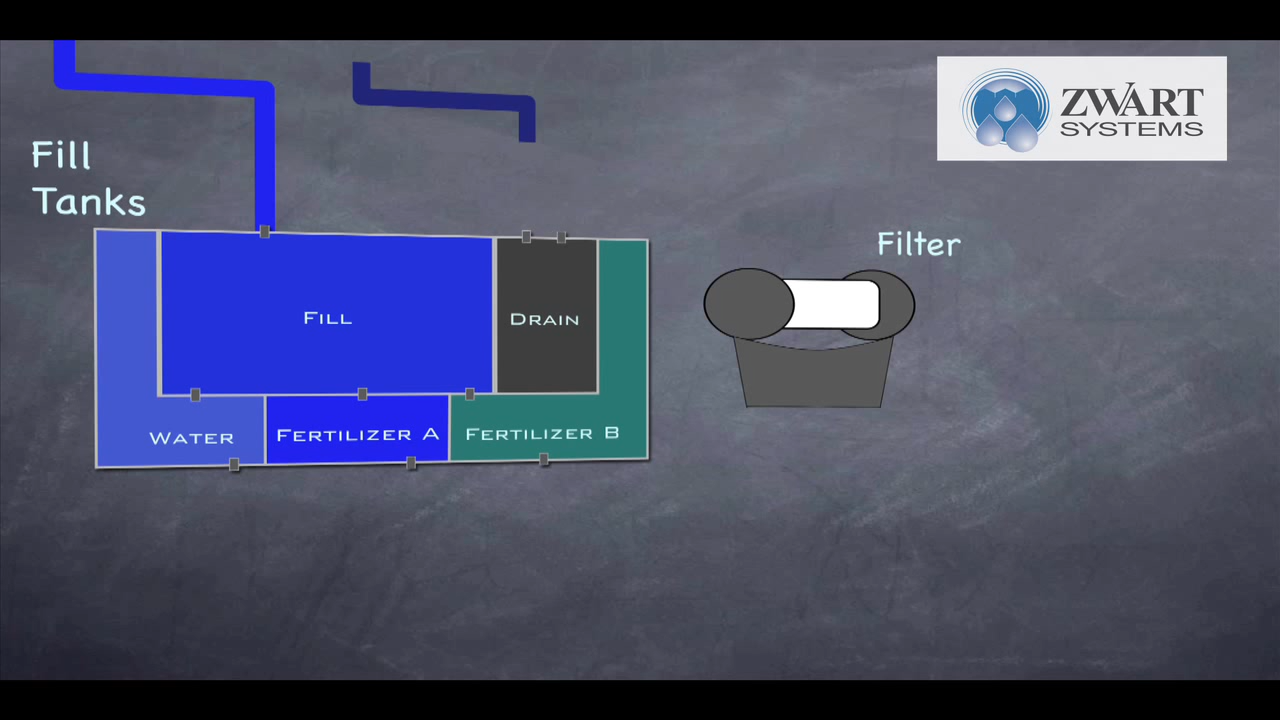 ZWART
SYSTEMS
Fill
Tanks
Filter
FILL
DRAIN
WATER
FERTILIZER A
FERTILIZER B